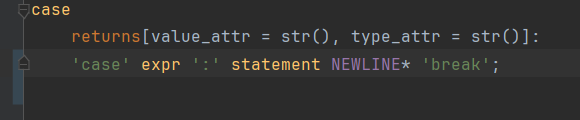 case
returns[value_attr = str(), type_attr = str()]:
'case' expr ':' statement NEWLINE* 'break';